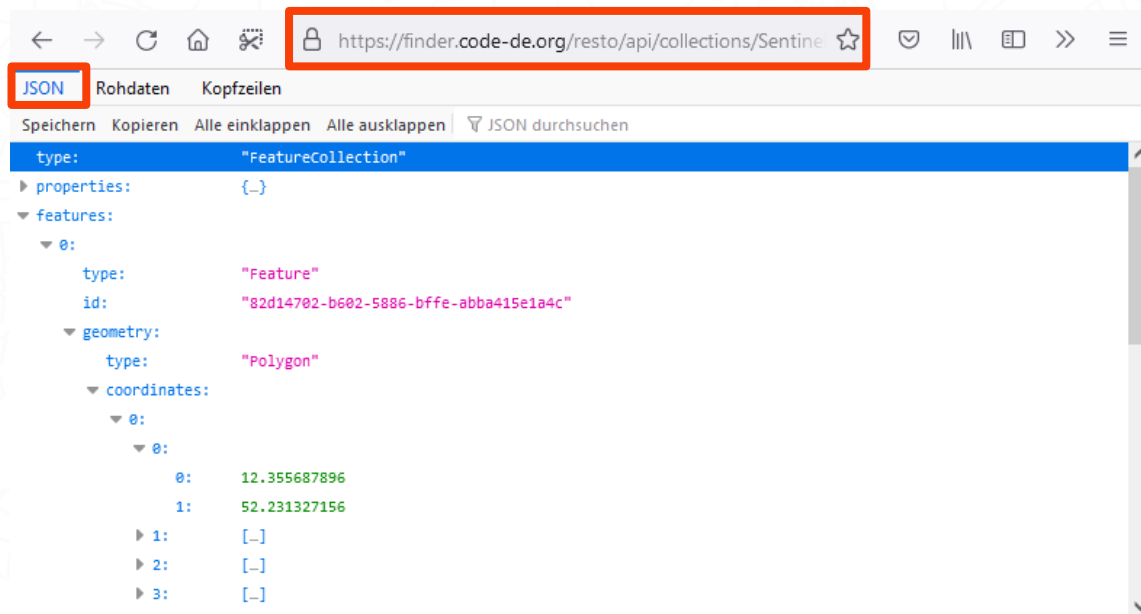 https://finder.code-de.org/resto/api/collections/Sentine
JSON Rohdaten Kopfzeilen
Speichern Kopieren Alle einklappen Alle ausklappen JSON durchsuchen
type: "FeatureCollection"
properties: {…}
features:
0:
type: "Feature"
id: "82d14702-b602-5886-bffe-abba415e1a4c"
geometry:
type: "Polygon"
coordinates:
0:
0:
0: 12.355687896
1: 52.231327156
1: […]
2: […]
3: […]